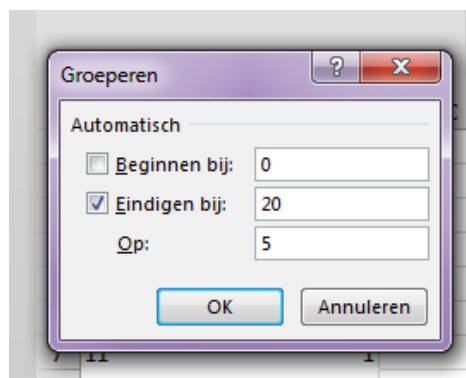 Groeperen
Automatisch
Beginnen bij: 0
Eindigen bij: 20
Op: 5
OK Annuleren
7 11 1